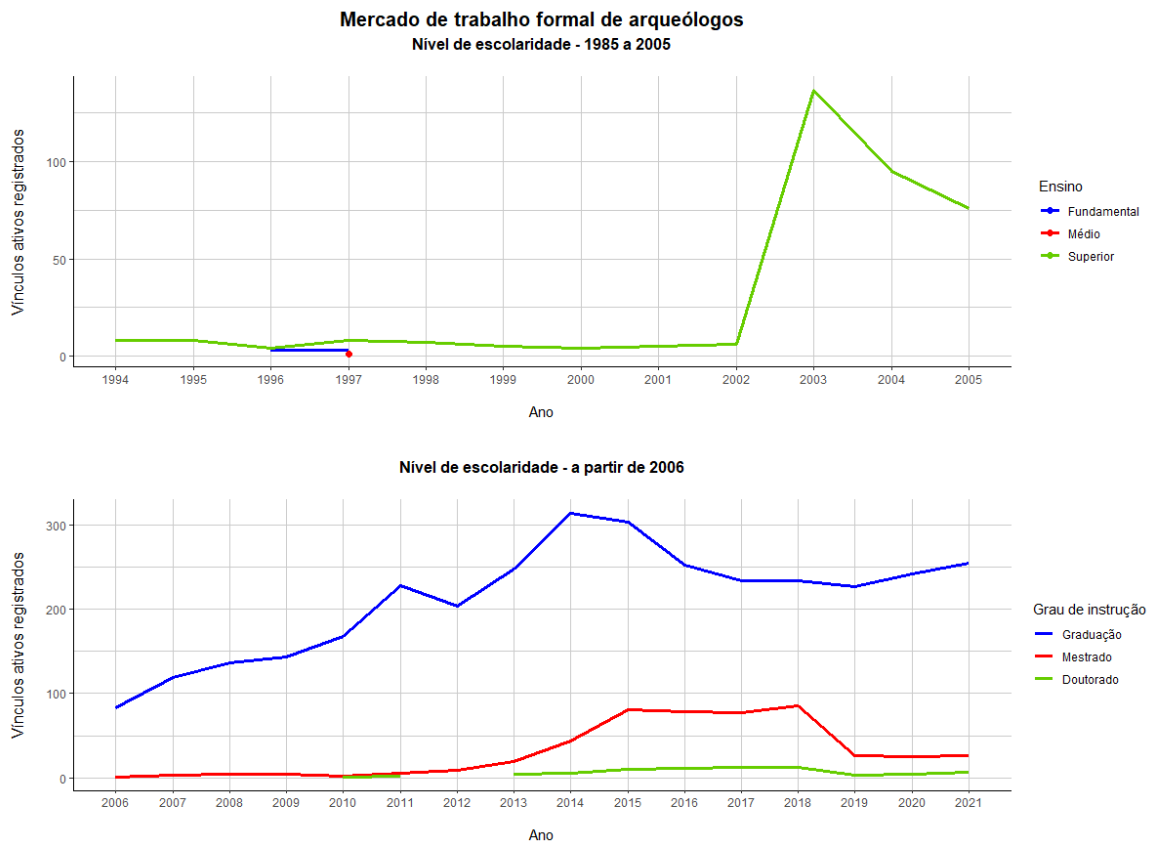 Mercado de trabalho formal de arqueólogos
Nível de escolaridade - 1985 a 2005
Vínculos ativos registrados
100
50
0
1994 1995 1996 1997 1998 1999 2000 2001 2002 2003 2004 2005
Ano
Ensino
Fundamental
Médio
Superior
Nível de escolaridade - a partir de 2006
Vínculos ativos registrados
300
200
100
0
2006 2007 2008 2009 2010 2011 2012 2013 2014 2015 2016 2017 2018 2019 2020 2021
Ano
Grau de instrução
Graduação
Mestrado
Doutorado